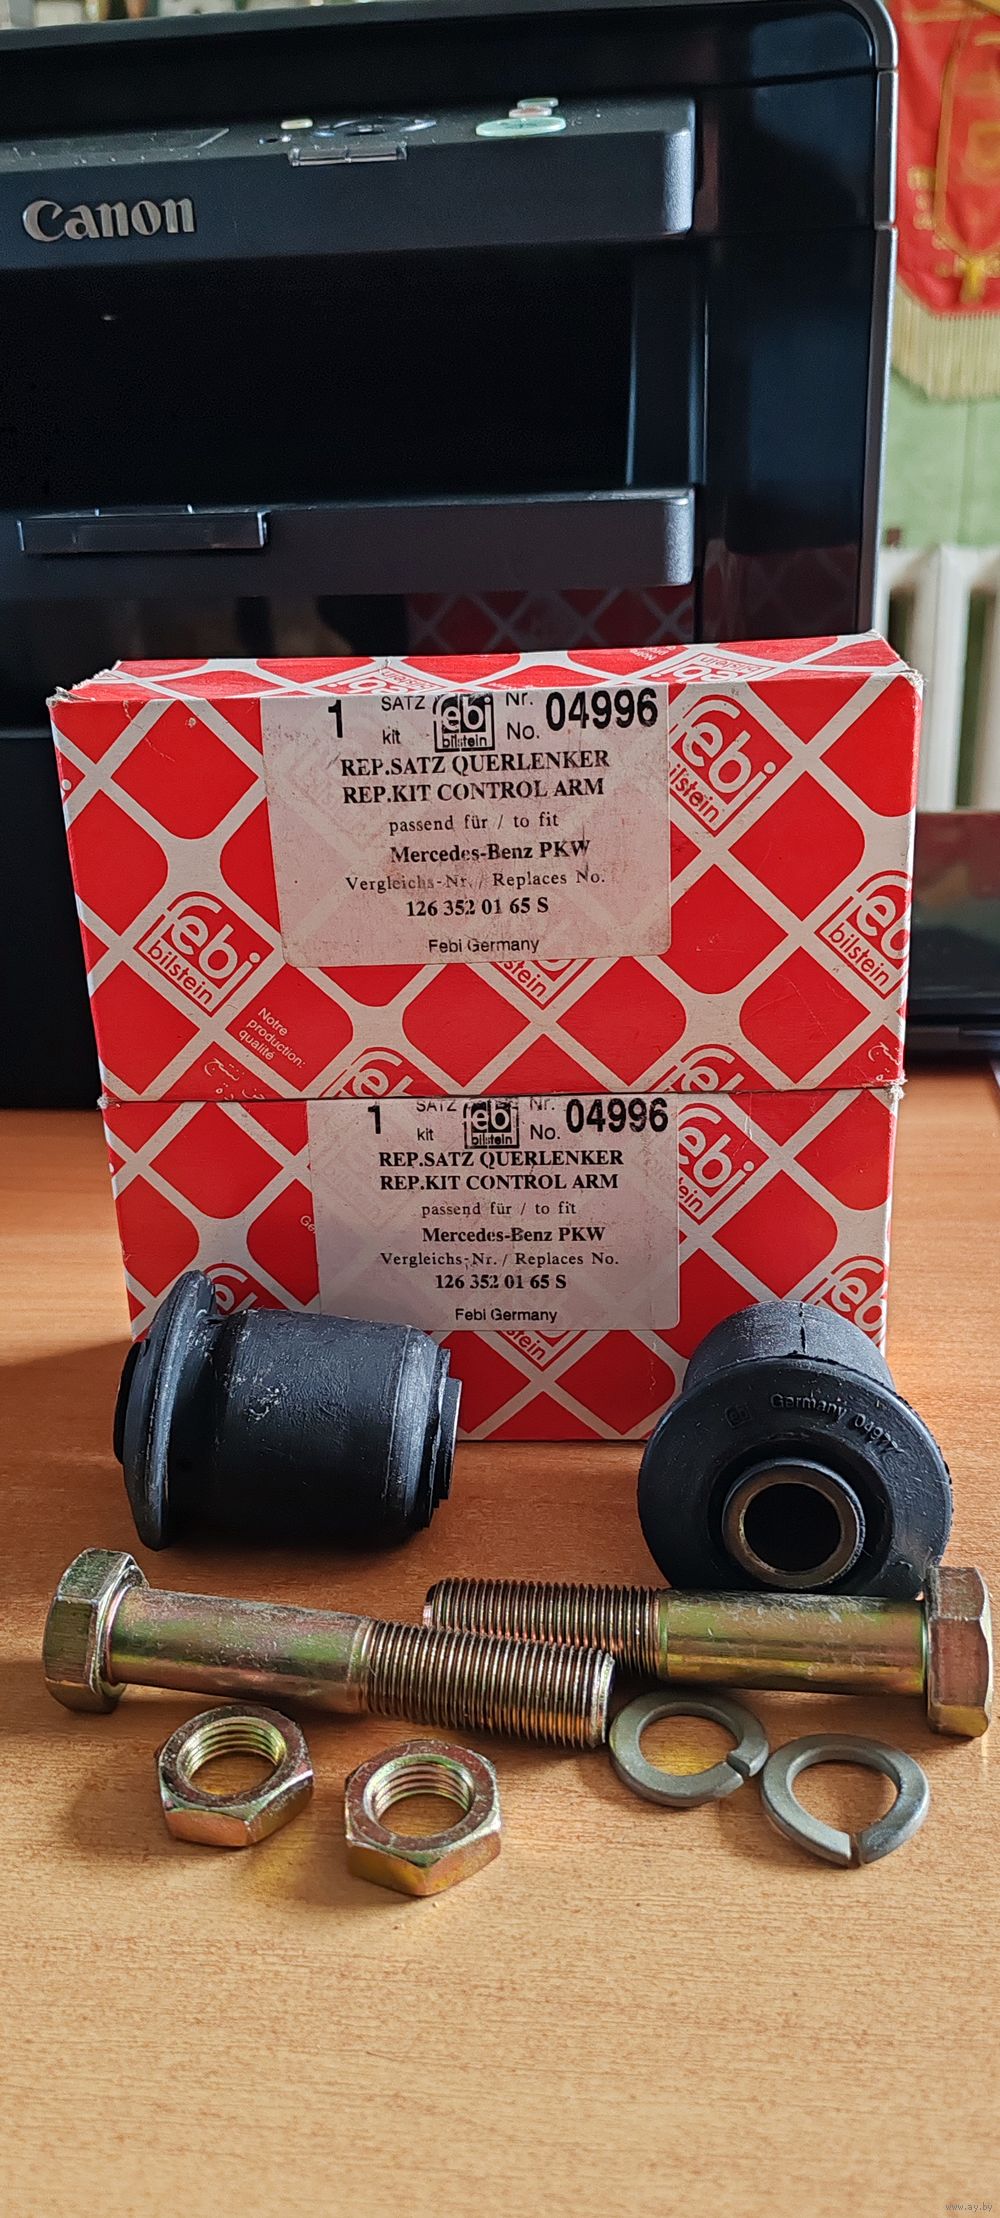 Canon
1 SATZ kit febi bilstein Nr. No. 04996
REP.SATZ QUERLENKER
REP.KIT CONTROL ARM
passend für / to fit
Mercedes-Benz PKW
Vergleichs-Nr. / Replaces No.
126 352 01 65 S
Febi Germany
febi bilstein
febi bilstein
febi bilstein
Notre
production:
qualité
1 SATZ kit febi bilstein Nr. No. 04996
REP.SATZ QUERLENKER
REP.KIT CONTROL ARM
passend für / to fit
Mercedes-Benz PKW
Vergleichs-Nr. / Replaces No.
126 352 01 65 S
Febi Germany
Germany
www.ay.by